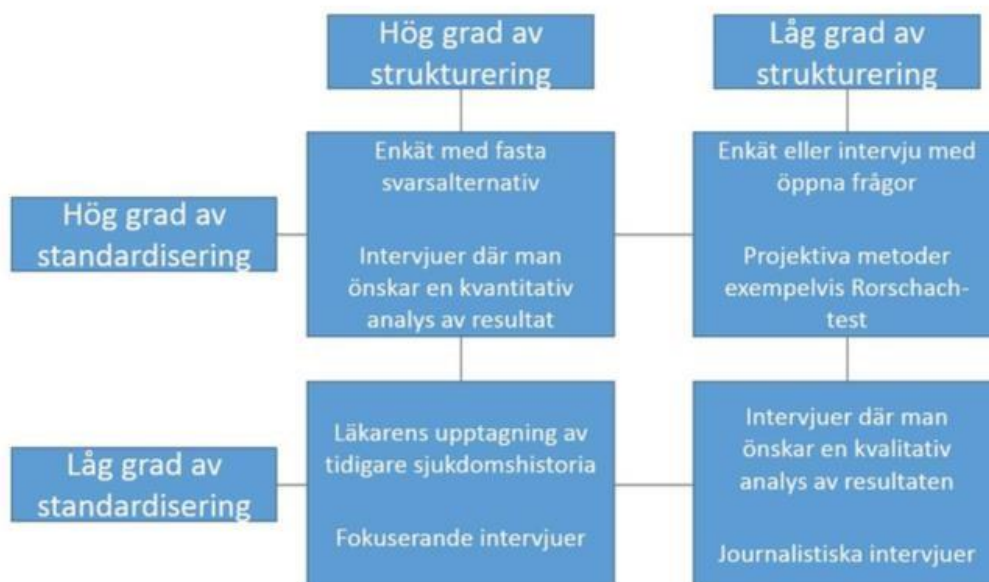 Hög grad av
strukturering
Låg grad av
strukturering
Hög grad av
standardisering
Enkät med fasta
svarsalternativ
Intervjuer där man
önskar en kvantitativ
analys av resultat
Enkät eller intervju med
öppna frågor
Projektiva metoder
exempelvis Rorschach-
test
Låg grad av
standardisering
Läkarens upptagning av
tidigare sjukdomshistoria
Fokuserande intervjuer
Intervjuer där man
önskar en kvalitativ
analys av resultaten
Journalistiska intervjuer